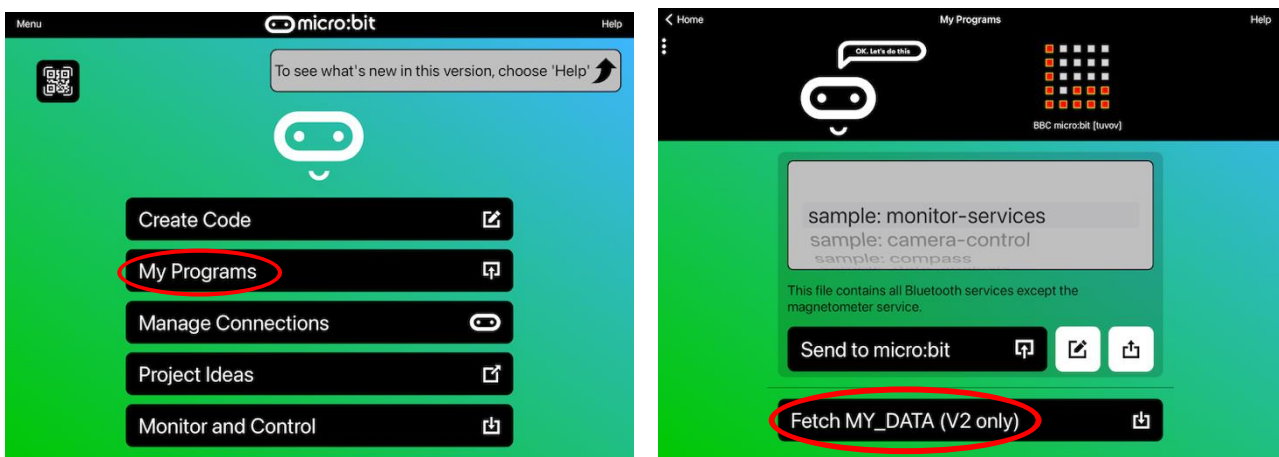 Menu
micro:bit
Help
To see what's new in this version, choose 'Help'
Create Code
My Programs
Manage Connections
Project Ideas
Monitor and Control
Home
My Programs
Help
OK. Let's do this
BBC micro:bit [tuvov]
sample: monitor-services
sample: camera-control
sample: compass
This file contains all Bluetooth services except the
magnetometer service.
Send to micro:bit
Fetch MY_DATA (V2 only)